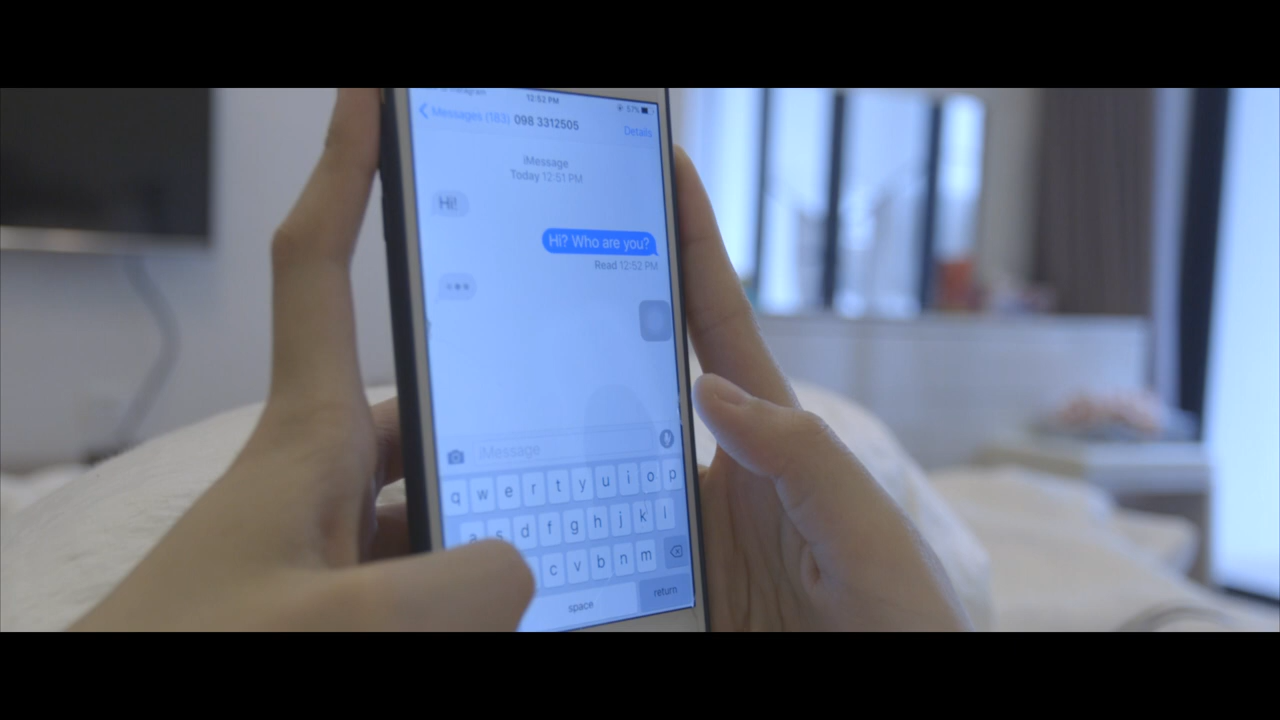 12:52 PM
57%
Messages (183) 098 3312505 Details
iMessage
Today 12:51 PM
Hi!
Hi? Who are you?
Read 12:52 PM
iMessage
q w e r t y u i o p
a s d f g h j k l
c v b n m
space return